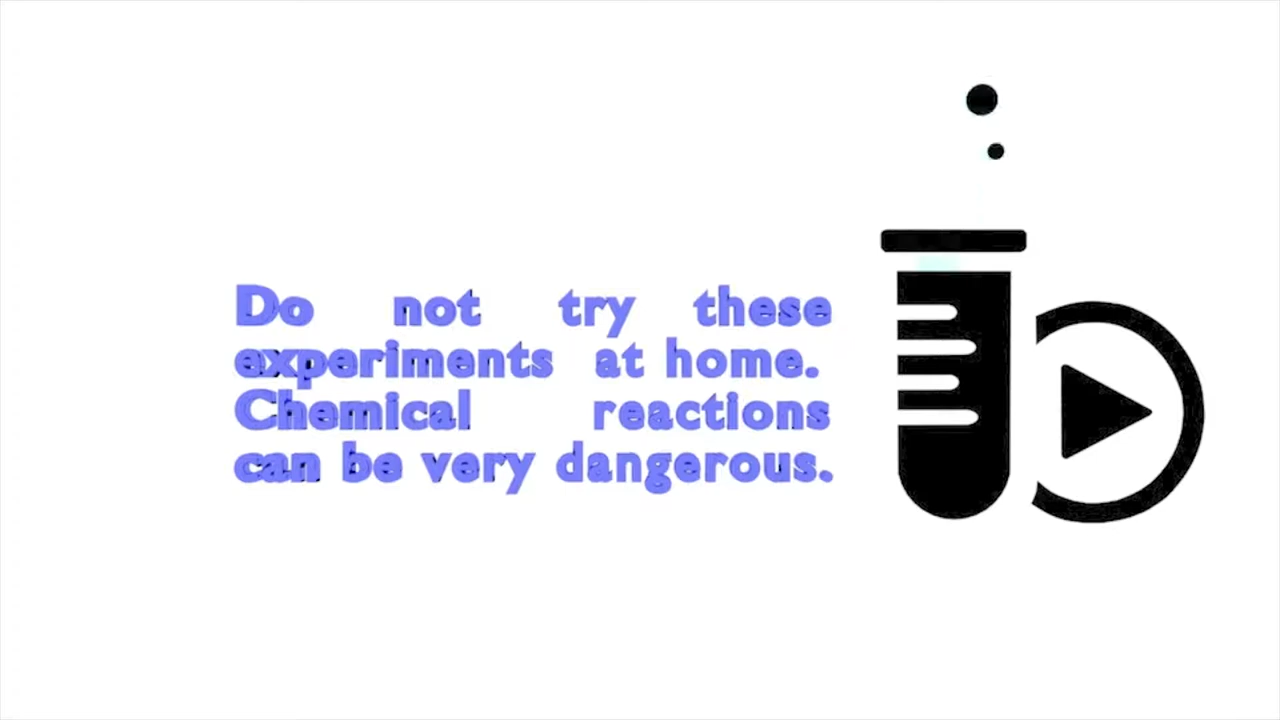 Do not try these
experiments at home.
Chemical reactions
can be very dangerous.